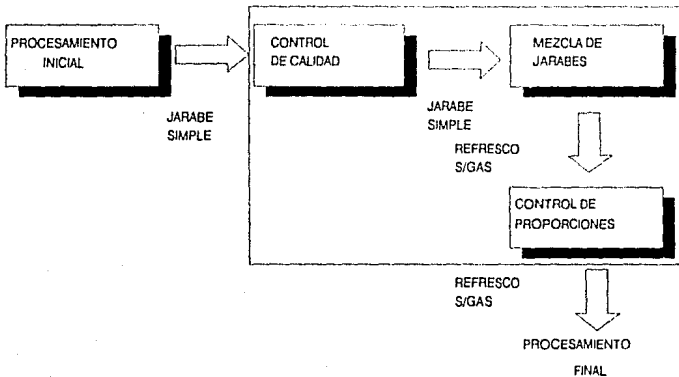 PROCESAMIENTO
INICIAL
CONTROL
DE CALIDAD
MEZCLA DE
JARABES
JARABE
SIMPLE
JARABE
SIMPLE
REFRESCO
S/GAS
CONTROL DE
PROPORCIONES
REFRESCO
S/GAS
PROCESAMIENTO
FINAL